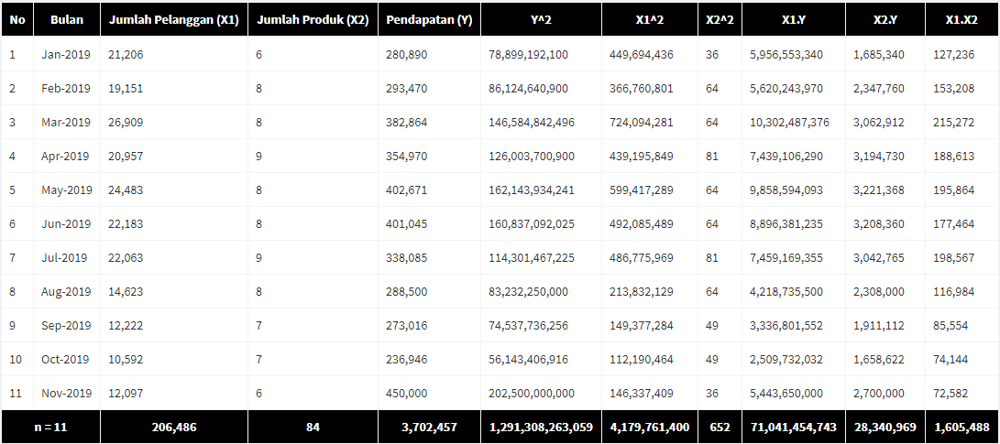 No Bulan Jumlah Pelanggan (X1) Jumlah Produk (X2) Pendapatan (Y) Y^2 X1^2 X2^2 X1.Y X2.Y X1.X2
1 Jan-2019 21,206 6 280,890 78,899,192,100 449,694,436 36 5,956,553,340 1,685,340 127,236
2 Feb-2019 19,151 8 293,470 86,124,640,900 366,760,801 64 5,620,243,970 2,347,760 153,208
3 Mar-2019 26,909 8 382,864 146,584,842,496 724,094,281 64 10,302,487,376 3,062,912 215,272
4 Apr-2019 20,957 9 354,970 126,003,700,900 439,195,849 81 7,439,106,290 3,194,730 188,613
5 May-2019 24,483 8 402,671 162,143,934,241 599,417,289 64 9,858,594,093 3,221,368 195,864
6 Jun-2019 22,183 8 401,045 160,837,092,025 492,085,489 64 8,896,381,235 3,208,360 177,464
7 Jul-2019 22,063 9 338,085 114,301,467,225 486,775,969 81 7,459,169,355 3,042,765 198,567
8 Aug-2019 14,623 8 288,500 83,232,250,000 213,832,129 64 4,218,735,500 2,308,000 116,984
9 Sep-2019 12,222 7 273,016 74,537,736,256 149,377,284 49 3,336,801,552 1,911,112 85,554
10 Oct-2019 10,592 7 236,946 56,143,406,916 112,190,464 49 2,509,732,032 1,658,622 74,144
11 Nov-2019 12,097 6 450,000 202,500,000,000 146,337,409 36 5,443,650,000 2,700,000 72,582
n = 11 206,486 84 3,702,457 1,291,308,263,059 4,179,761,400 652 71,041,454,743 28,340,969 1,605,488